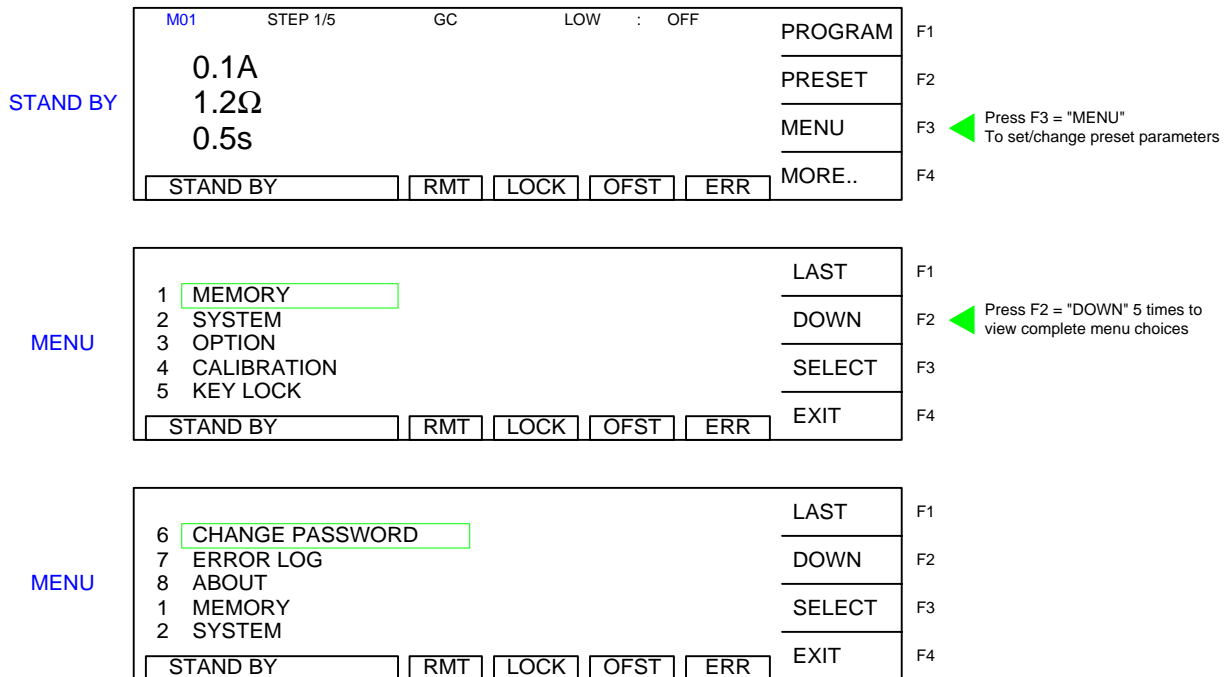 M01 STEP 1/5 GC LOW : OFF
PROGRAM F1
0.1A
PRESET F2
STAND BY
1.2Ω
MENU F3 Press F3 = "MENU"
To set/change preset parameters
0.5s
MORE.. F4
STAND BY RMT LOCK OFST ERR
LAST F1
1 MEMORY
2 SYSTEM
DOWN F2 Press F2 = "DOWN" 5 times to
view complete menu choices
MENU
3 OPTION
4 CALIBRATION
SELECT F3
5 KEY LOCK
EXIT F4
STAND BY RMT LOCK OFST ERR
LAST F1
6 CHANGE PASSWORD
7 ERROR LOG
DOWN F2
MENU
8 ABOUT
1 MEMORY
SELECT F3
2 SYSTEM
EXIT F4
STAND BY RMT LOCK OFST ERR